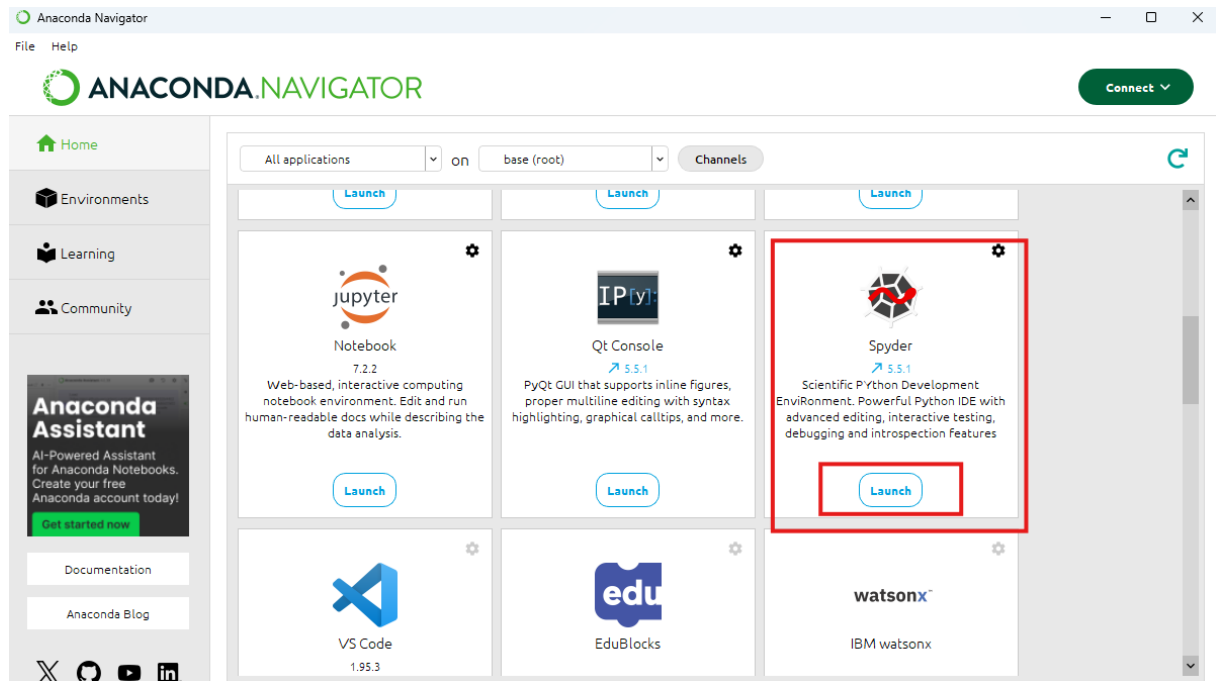 Anaconda Navigator
File Help
ANACONDA.NAVIGATOR
Connect
Home
Environments
Learning
Community
All applications
on
base (root)
Channels
Launch
Launch
Launch
jupyter
Notebook
7.2.2
Web-based, interactive computing
notebook environment. Edit and run
human-readable docs while describing the
data analysis.
Launch
IP[y]:
Qt Console
5.5.1
PyQt GUI that supports inline figures,
proper multiline editing with syntax
highlighting, graphical calltips, and more.
Launch
Spyder
5.5.1
Scientific PYthon Development
EnviRonment. Powerful Python IDE with
advanced editing, interactive testing,
debugging and introspection features
Launch
VS Code
1.95.3
edu
EduBlocks
watsonx
IBM watsonx
Anaconda
Assistant
AI-Powered Assistant
for Anaconda Notebooks.
Create your free
Anaconda account today!
Get started now
Documentation
Anaconda Blog
X
in